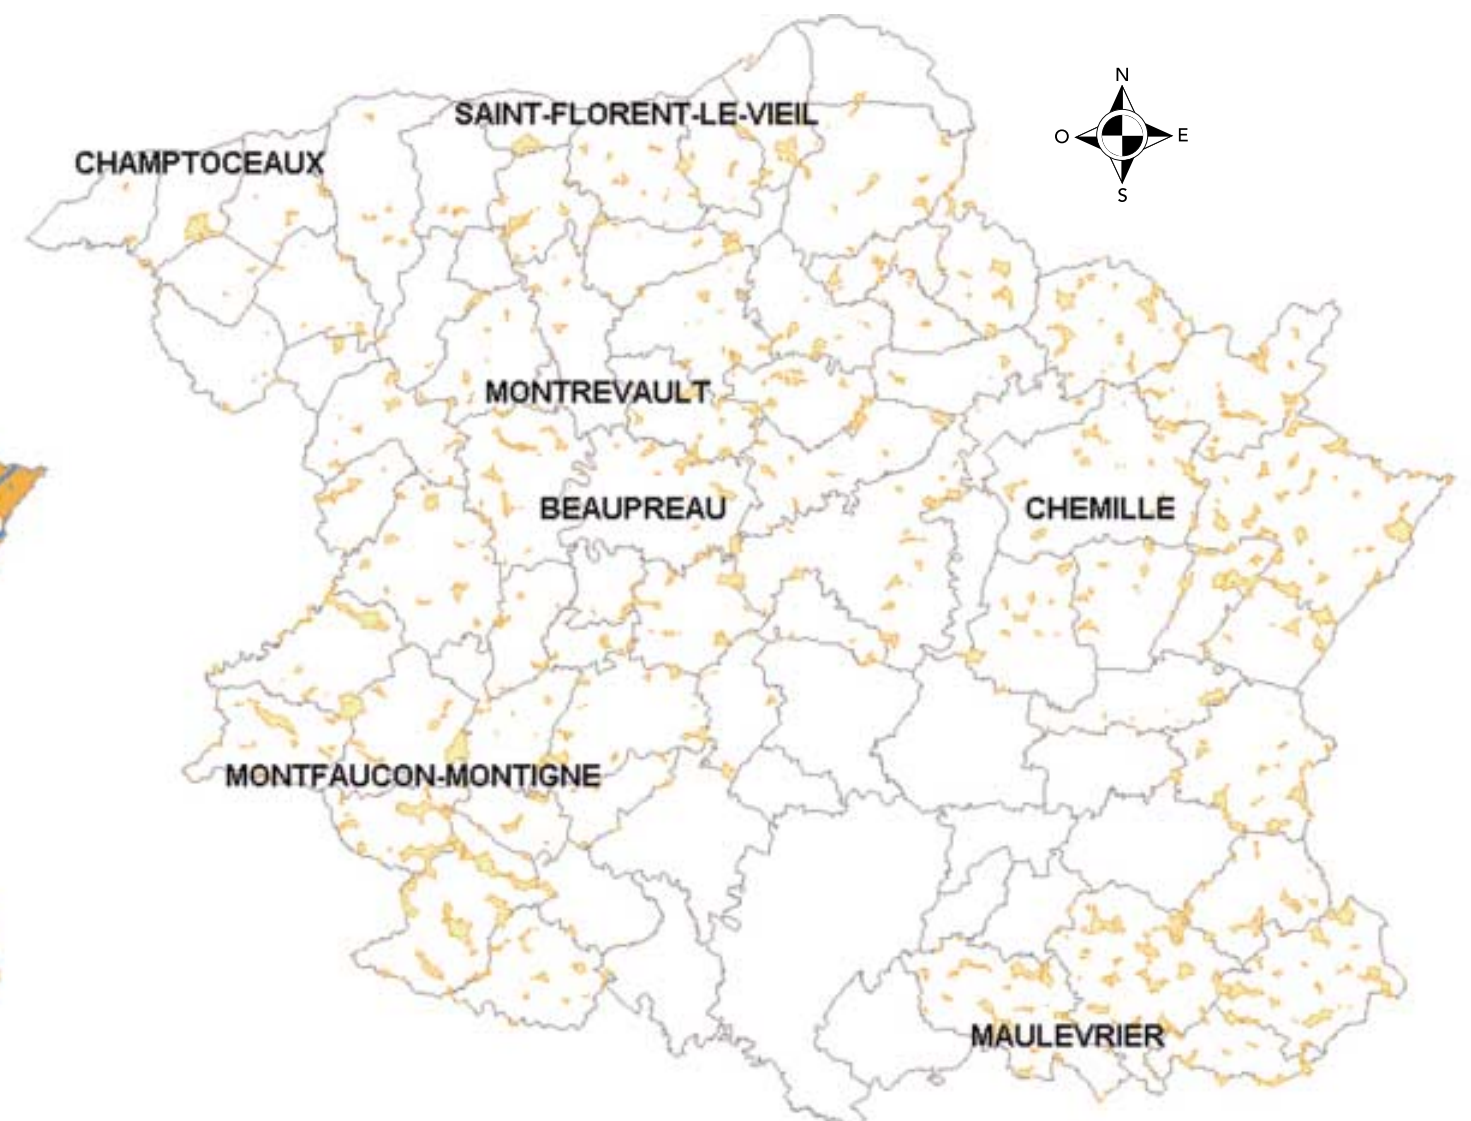 N
SAINT-FLORENT-LE-VIEIL
O E
CHAMPTOCEAUX
S
MONTREVAULT
BEAUPREAU
CHEMILLE
MONTFAUCON-MONTIGNE
MAULEVRIER